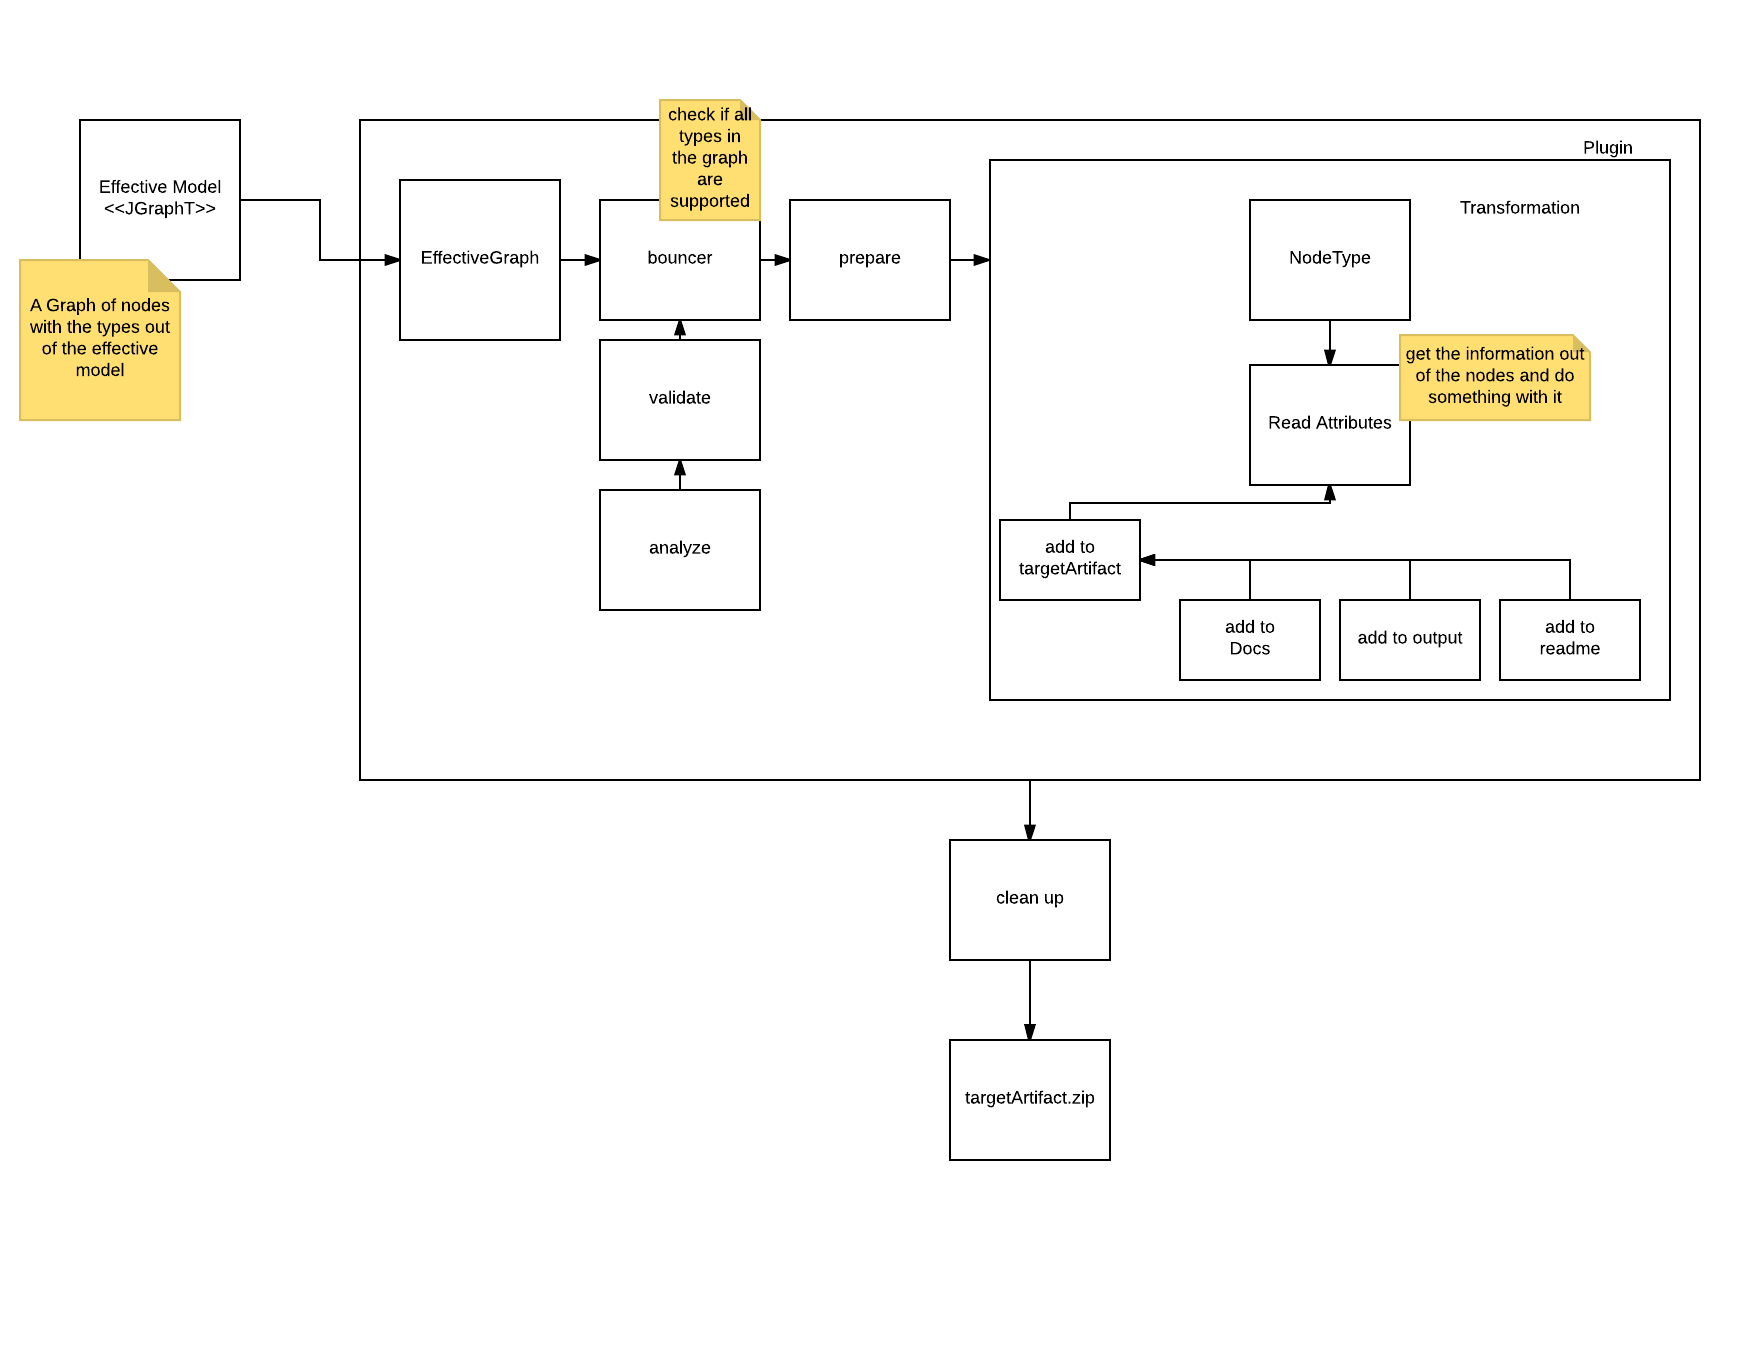 Effective Model
<<JGraphT>>
A Graph of nodes
with the types out
of the effective
model
EffectiveGraph
check if all
types in
the graph
are
supported
bouncer
validate
analyze
prepare
Plugin
Transformation
NodeType
get the information out
of the nodes and do
something with it
Read Attributes
add to
targetArtifact
add to
Docs
add to output
add to
readme
clean up
targetArtifact.zip